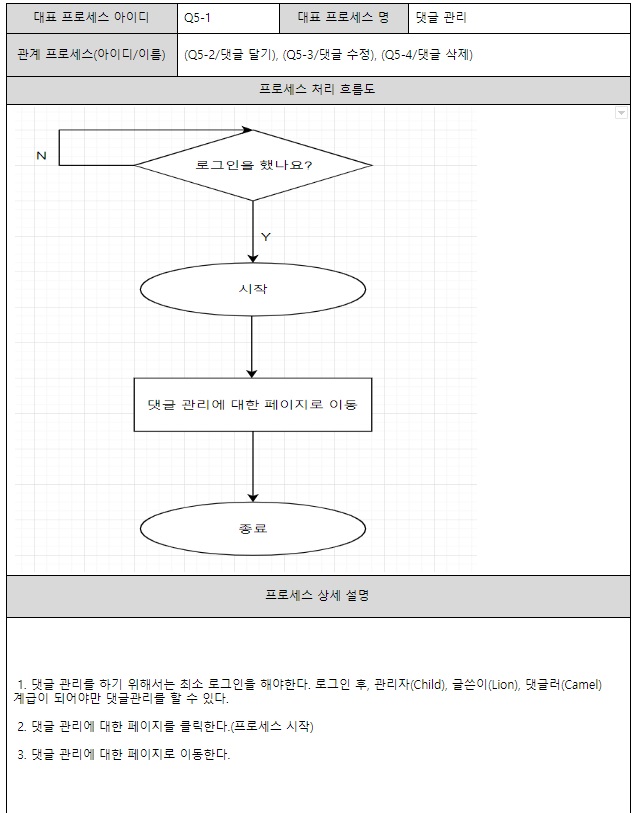 대표 프로세스 아이디 Q5-1 대표 프로세스 명 댓글 관리
관계 프로세스(아이디/이름) (Q5-2/댓글 달기), (Q5-3/댓글 수정), (Q5-4/댓글 삭제)
프로세스 처리 흐름도
N
로그인을 했나요?
Y
시작
댓글 관리에 대한 페이지로 이동
종료
프로세스 상세 설명
1. 댓글 관리를 하기 위해서는 최소 로그인을 해야한다. 로그인 후, 관리자(Child), 글쓴이(Lion), 댓글러(Camel)
계급이 되어야만 댓글관리를 할 수 있다.
2. 댓글 관리에 대한 페이지를 클릭한다.(프로세스 시작)
3. 댓글 관리에 대한 페이지로 이동한다.